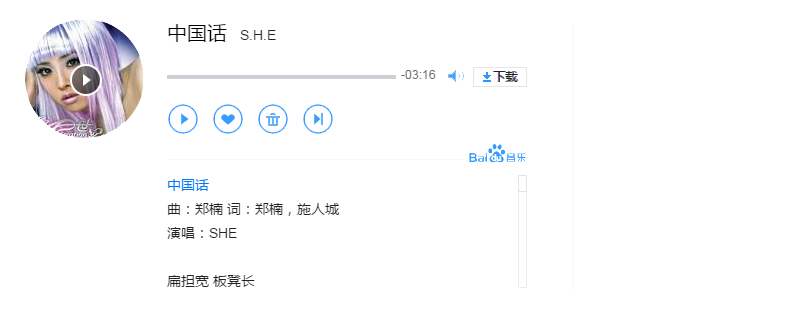 中国话 S.H.E
-03:16 下载
Bai du 音乐
中国话
曲：郑楠 词：郑楠，施人城
演唱：SHE
扁担宽 板凳长